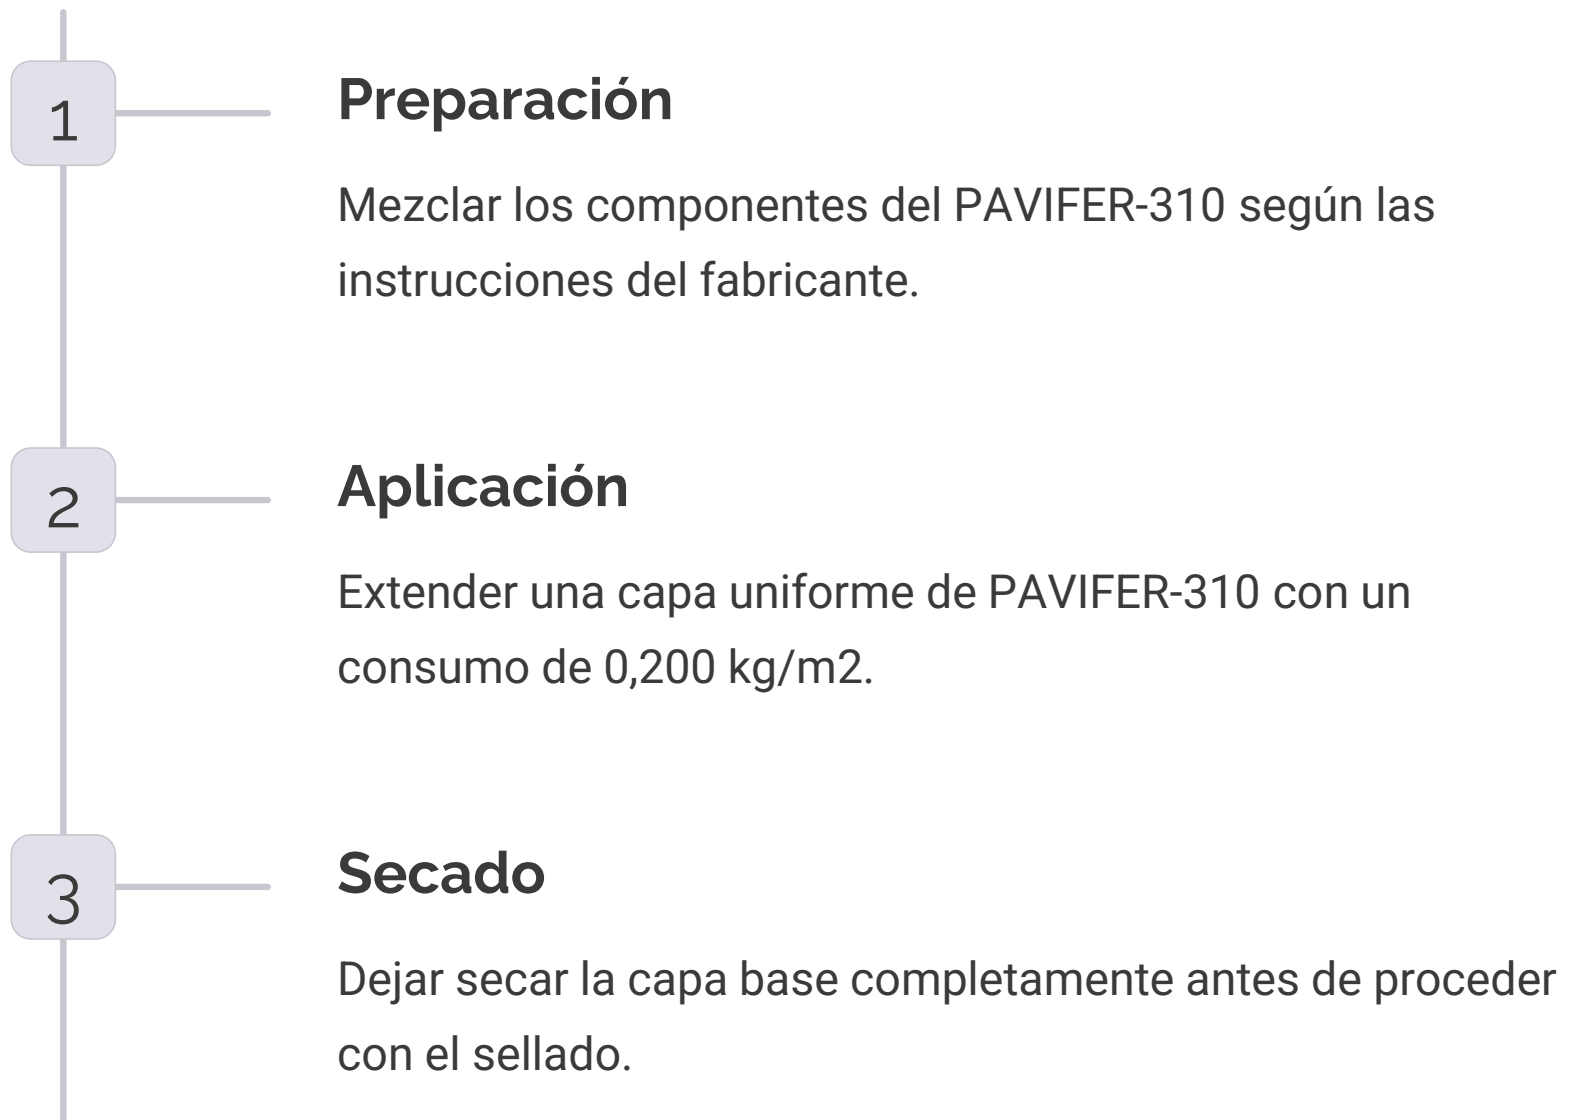 1
Preparación
Mezclar los componentes del PAVIFER-310 según las
instrucciones del fabricante.
2
Aplicación
Extender una capa uniforme de PAVIFER-310 con un
consumo de 0,200 kg/m2.
3
Secado
Dejar secar la capa base completamente antes de proceder
con el sellado.